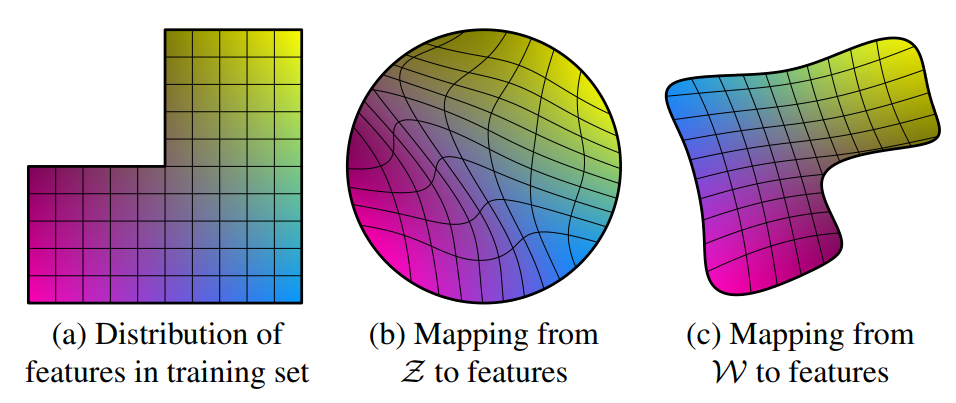 (a) Distribution of
features in training set
(b) Mapping from
𝒵 to features
(c) Mapping from
𝒲 to features